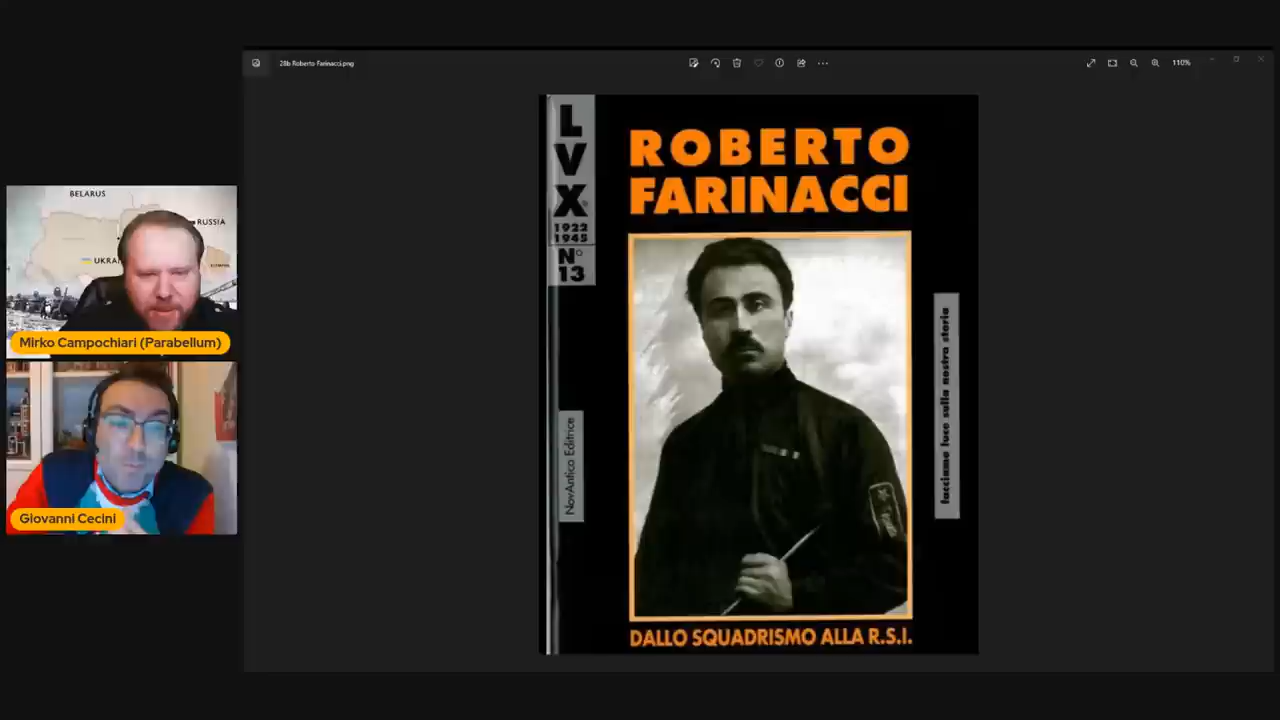 28b Roberto Farinacci.png
110%
BELARUS
RUSSIA
UKRA
Mirko Campochiari (Parabellum)
Giovanni Cecini
L
V
X
1922
1945
N°
13
ROBERTO
FARINACCI
NovAntico Editrice
facciamo luce sulla nostra storia
DALLO SQUADRISMO ALLA R.S.I.